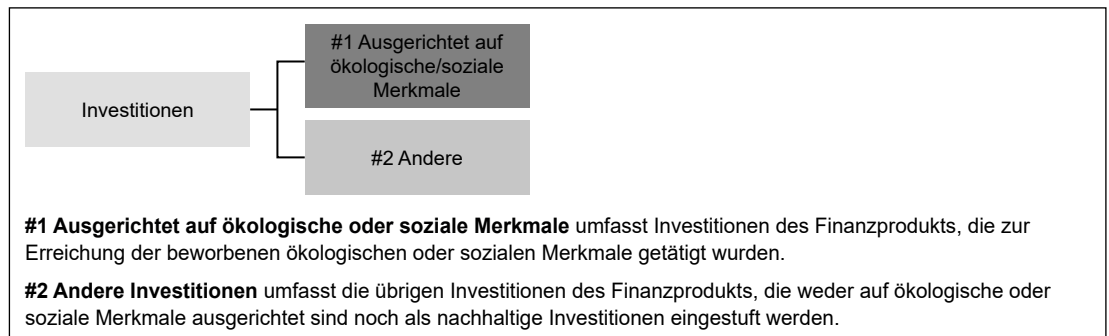 #1 Ausgerichtet auf
ökologische/soziale
Merkmale
Investitionen
#2 Andere
#1 Ausgerichtet auf ökologische oder soziale Merkmale umfasst Investitionen des Finanzprodukts, die zur
Erreichung der beworbenen ökologischen oder sozialen Merkmale getätigt wurden.
#2 Andere Investitionen umfasst die übrigen Investitionen des Finanzprodukts, die weder auf ökologische oder
soziale Merkmale ausgerichtet sind noch als nachhaltige Investitionen eingestuft werden.